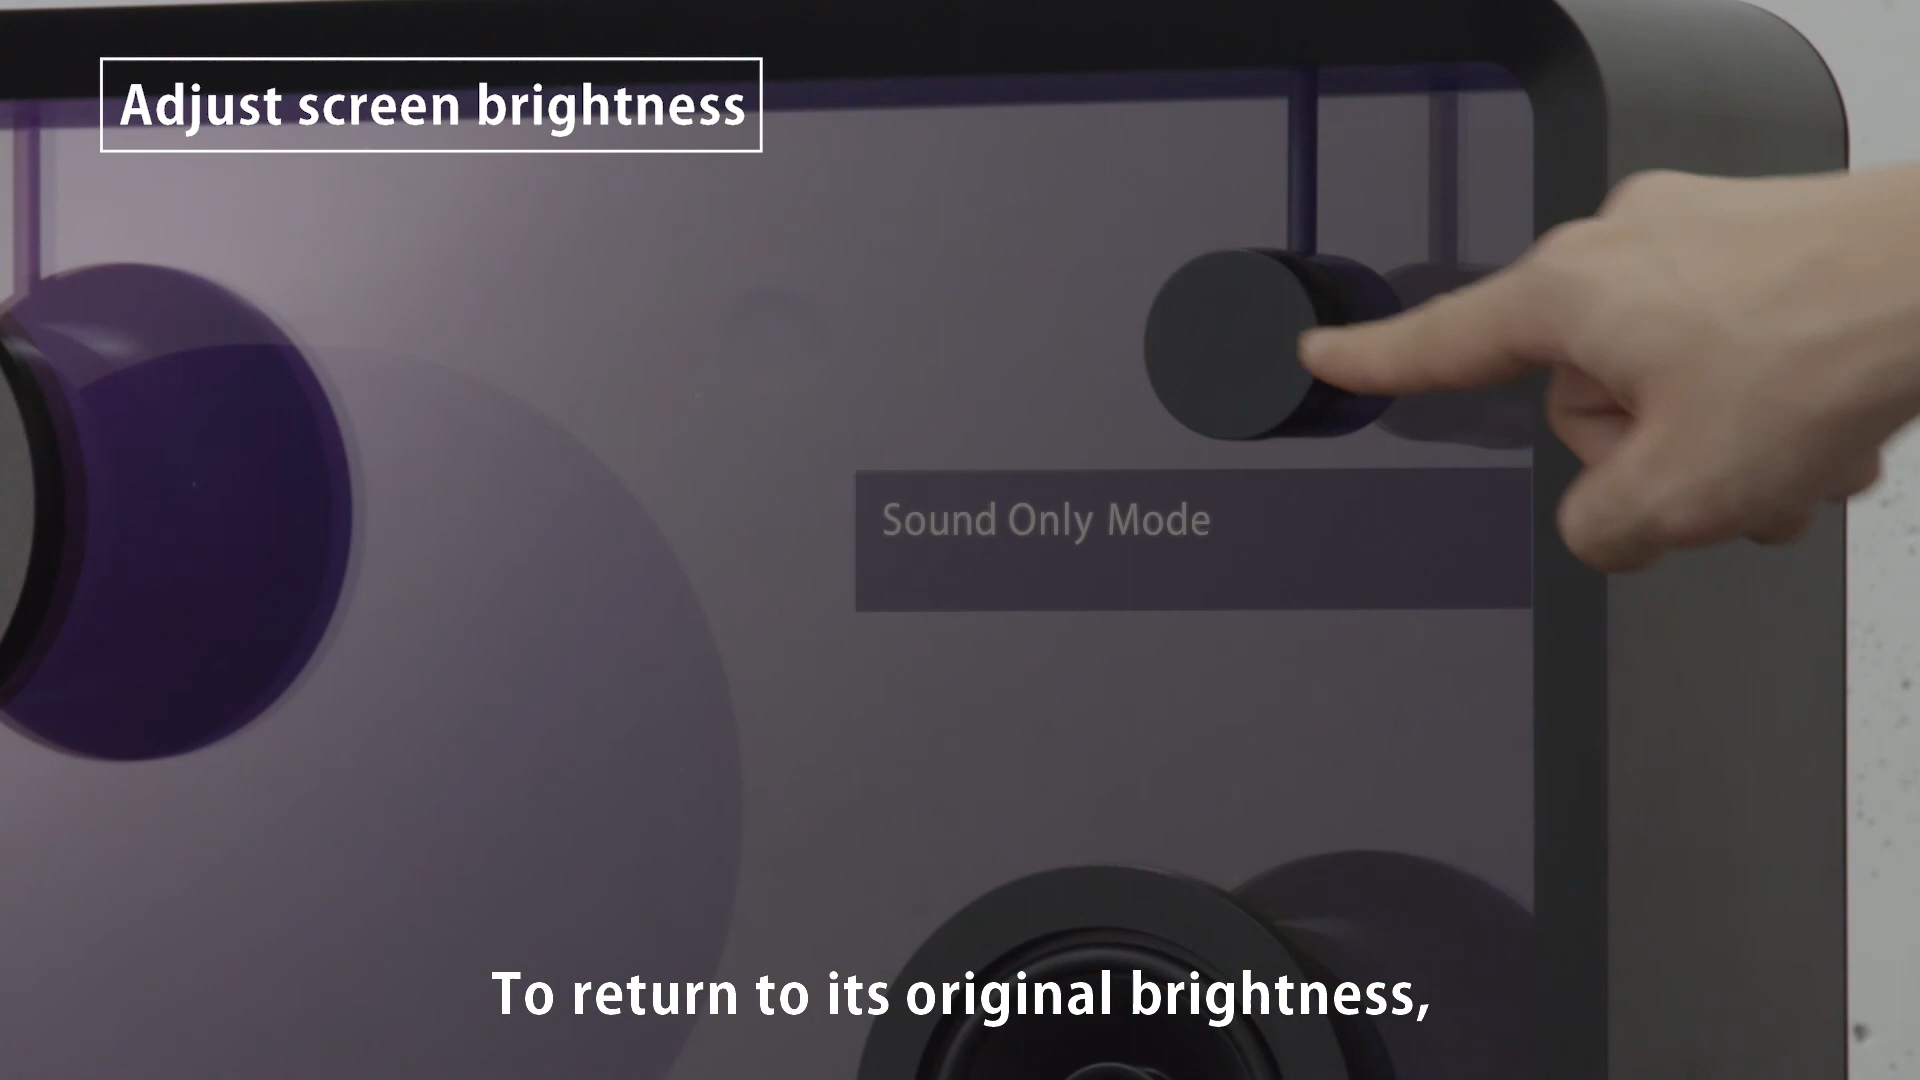 Adjust screen brightness
Sound Only Mode
To return to its original brightness,